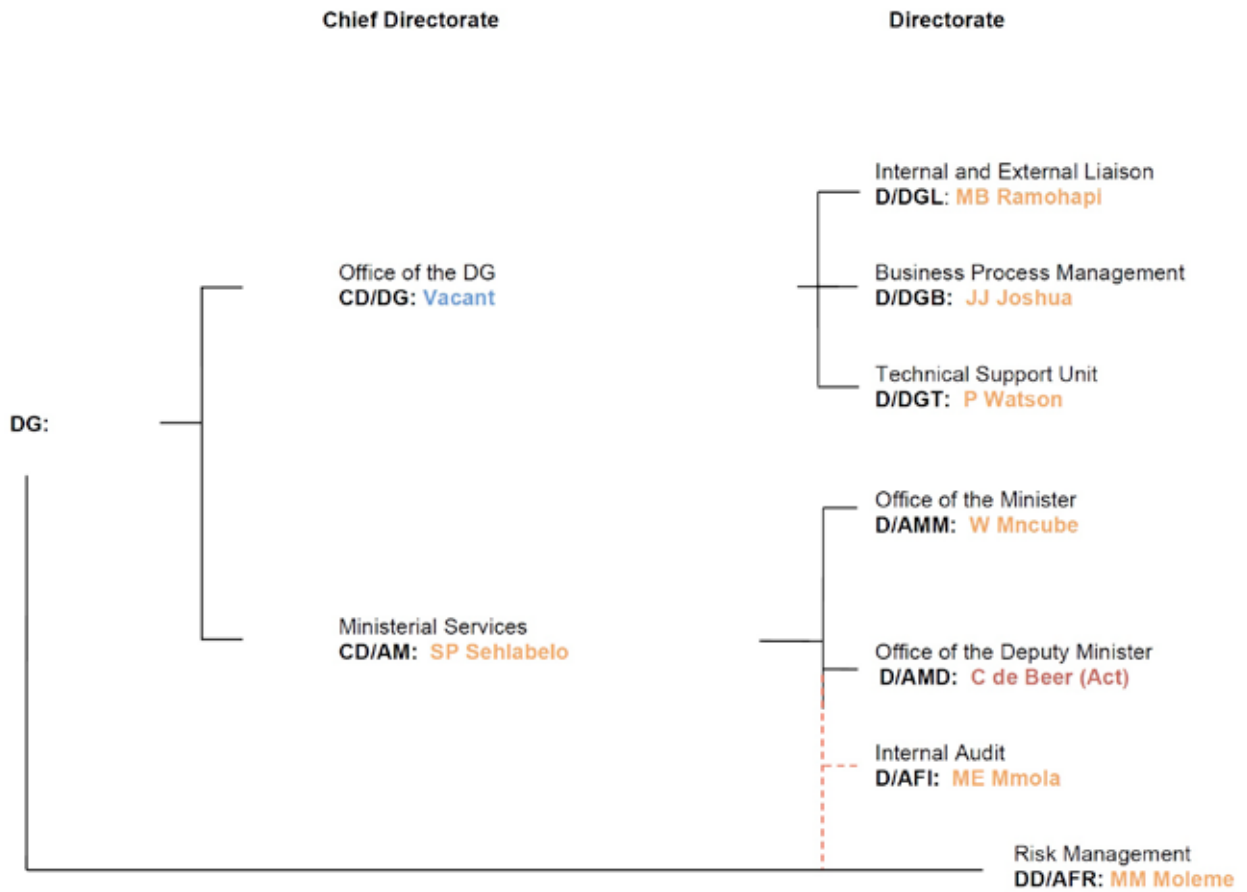 Chief Directorate
Directorate
Internal and External Liaison
D/DGL: MB Ramohapi
Office of the DG
CD/DG: Vacant
Business Process Management
D/DGB: JJ Joshua
Technical Support Unit
D/DGT: P Watson
DG:
Office of the Minister
D/AMM: W Mncube
Ministerial Services
CD/AM: SP Sehlabelo
Office of the Deputy Minister
D/AMD: C de Beer (Act)
Internal Audit
D/AFI: ME Mmola
Risk Management
DD/AFR: MM Moleme